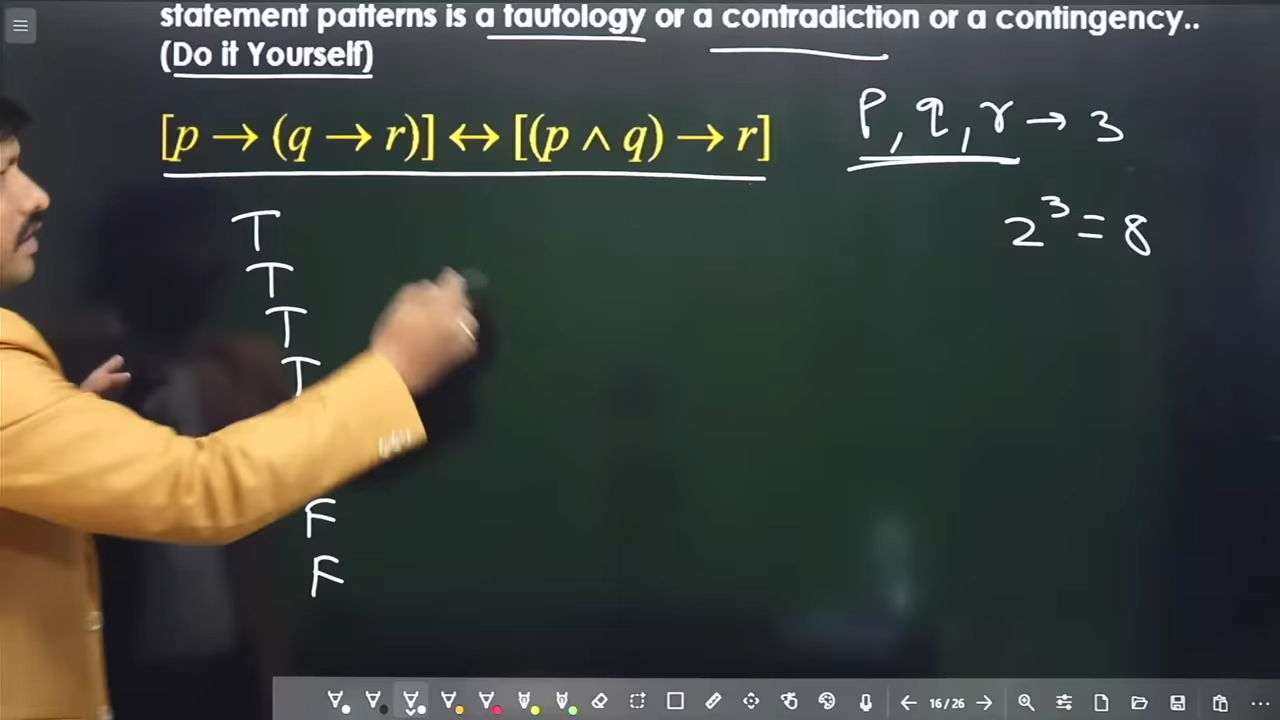 statement patterns is a tautology or a contradiction or a contingency..
(Do it Yourself)
[p → (q → r)] ↔ [(p ∧ q) → r]
p, q, r → 3
2³ = 8
T
T
T
T
F
F
16 / 26